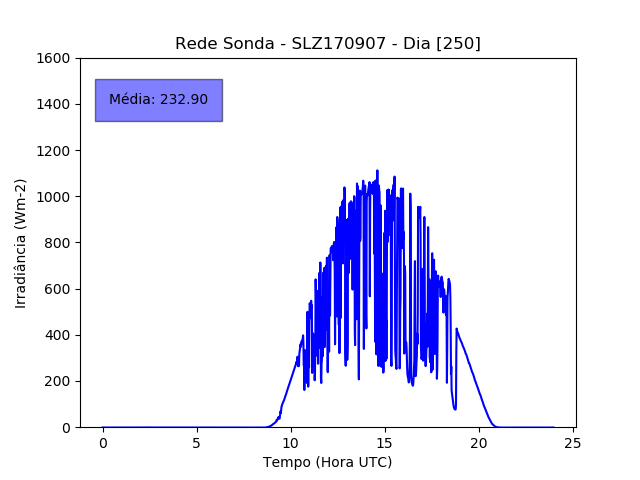 Rede Sonda - SLZ170907 - Dia [250]
1600
1400
1200
1000
800
600
400
200
0
Média: 232.90
Irradiância (Wm-2)
0 5 10 15 20 25
Tempo (Hora UTC)